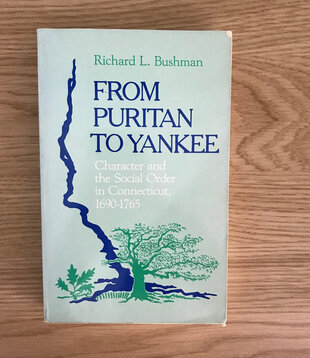 Richard L. Bushman
FROM
PURITAN
TO YANKEE
Character and
the Social Order
in Connecticut,
1690-1765